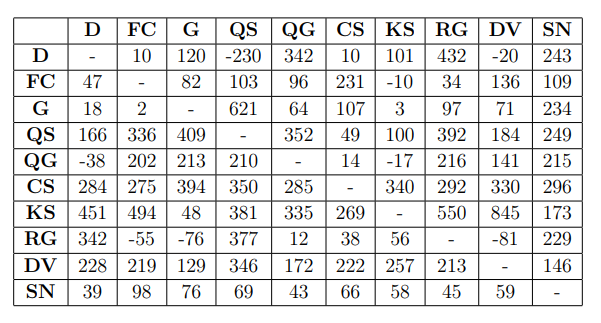 D FC G QS QG CS KS RG DV SN
D - 10 120 -230 342 10 101 432 -20 243
FC 47 - 82 103 96 231 -10 34 136 109
G 18 2 - 621 64 107 3 97 71 234
QS 166 336 409 - 352 49 100 392 184 249
QG -38 202 213 210 - 14 -17 216 141 215
CS 284 275 394 350 285 - 340 292 330 296
KS 451 494 48 381 335 269 - 550 845 173
RG 342 -55 -76 377 12 38 56 - -81 229
DV 228 219 129 346 172 222 257 213 - 146
SN 39 98 76 69 43 66 58 45 59 -